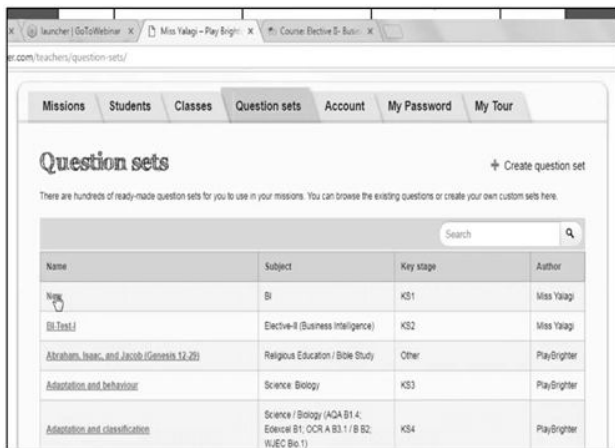 launcher | GoToWebinar x
Miss Yalagi – Play Bright x
Course: Elective II- Busin x
er.com/teachers/question-sets/
Missions Students Classes Question sets Account My Password My Tour
Question sets
+ Create question set
There are hundreds of ready-made question sets for you to use in your missions. You can browse the existing questions or create your own custom sets here.
Search
Name Subject Key stage Author
New BI KS1 Miss Yalagi
BI-Test-I Elective-II (Business Intelligence) KS2 Miss Yalagi
Abraham, Isaac, and Jacob (Genesis 12-29) Religious Education / Bible Study Other PlayBrighter
Adaptation and behaviour Science: Biology KS3 PlayBrighter
Adaptation and classification Science / Biology (AQA B1.4; Edexcel B1; OCR A B3.1 / B B2; WJEC Bio.1) KS4 PlayBrighter